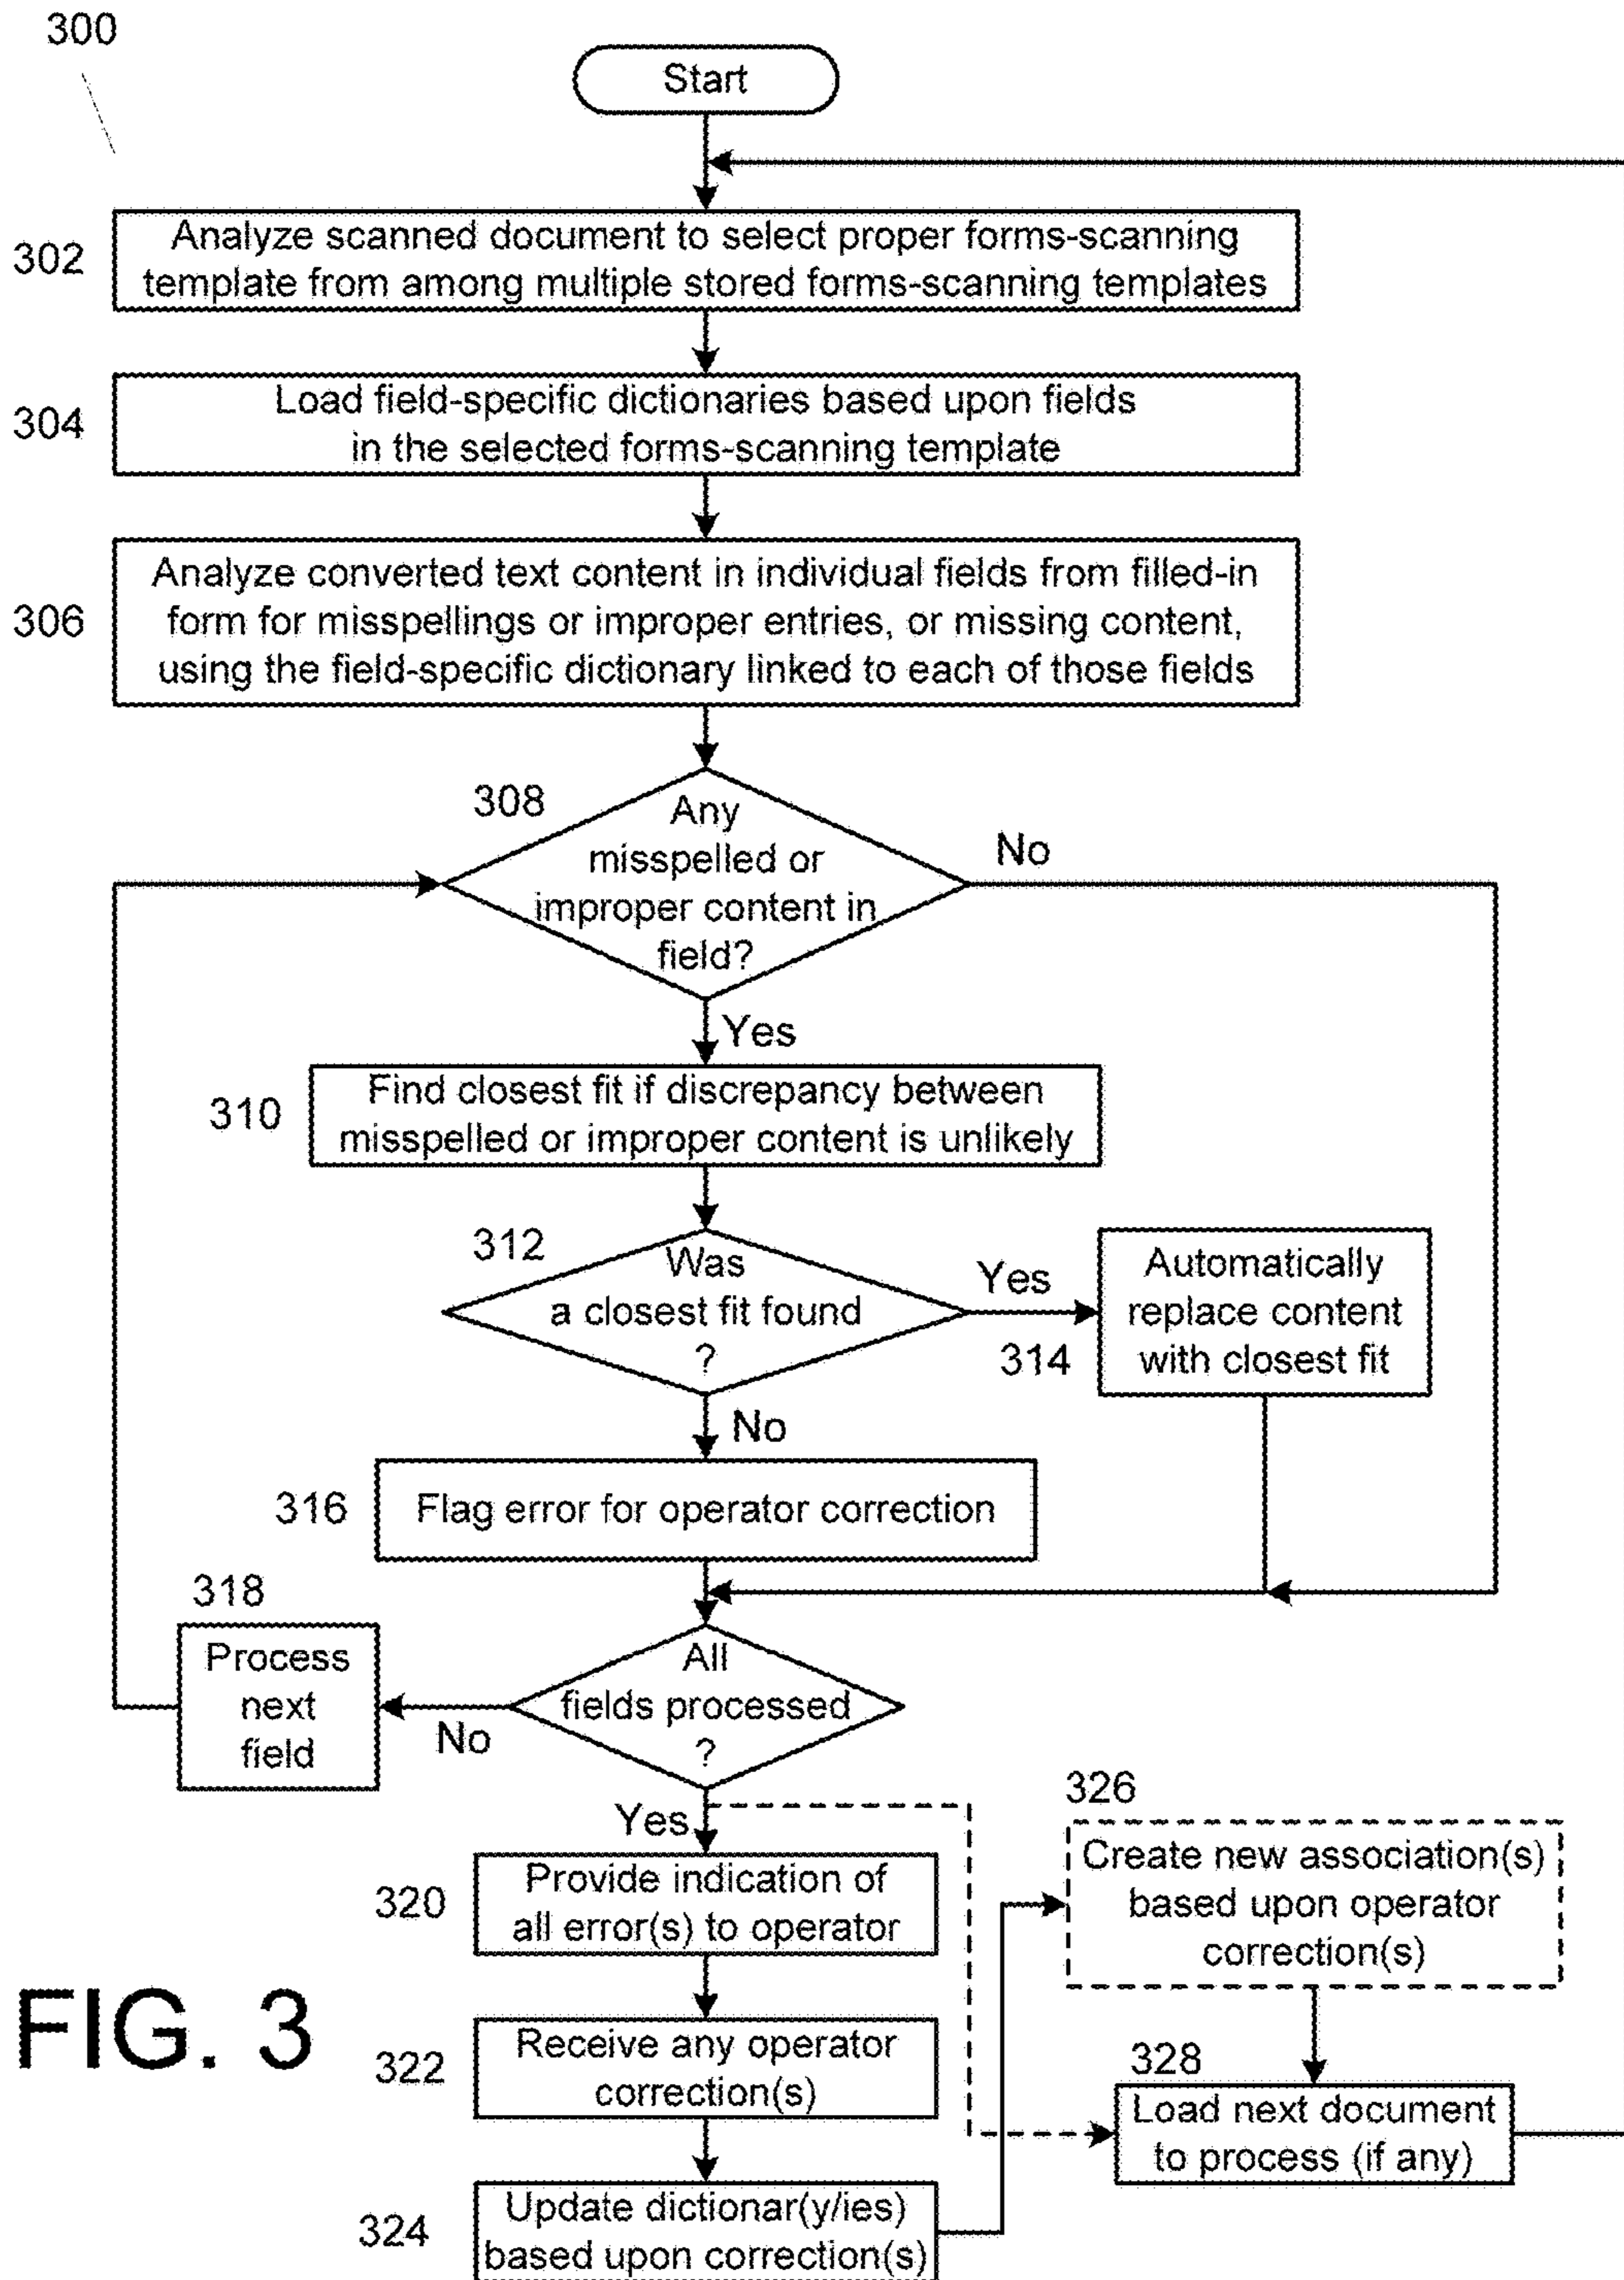 300
Start
302
Analyze scanned document to select proper forms-scanning
template from among multiple stored forms-scanning templates
304
Load field-specific dictionaries based upon fields
in the selected forms-scanning template
306
Analyze converted text content in individual fields from filled-in
form for misspellings or improper entries, or missing content,
using the field-specific dictionary linked to each of those fields
308
Any
misspelled or
improper content in
field?
No
Yes
310
Find closest fit if discrepancy between
misspelled or improper content is unlikely
312
Was
a closest fit found
?
Yes
314
Automatically
replace content
with closest fit
No
316
Flag error for operator correction
318
Process
next
field
All
fields processed
?
No
Yes
320
Provide indication of
all error(s) to operator
322
Receive any operator
correction(s)
324
Update dictionar(y/ies)
based upon correction(s)
326
Create new association(s)
based upon operator
correction(s)
328
Load next document
to process (if any)
FIG. 3